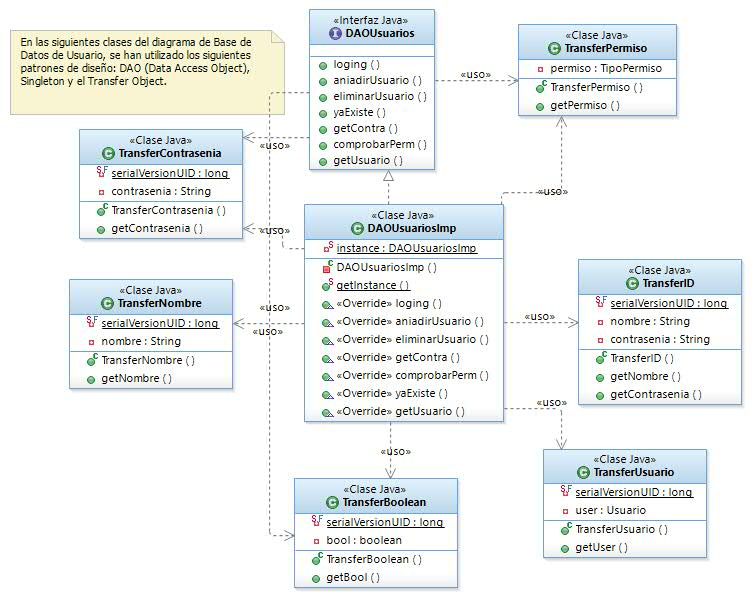 En las siguientes clases del diagrama de Base de
Datos de Usuario, se han utilizado los siguientes
patrones de diseño: DAO (Data Access Object),
Singleton y el Transfer Object.
«Interfaz Java»
DAOUsuarios
loging ( )
aniadirUsuario ( )
eliminarUsuario ( )
yaExiste ( )
getContra ( )
comprobarPerm ( )
getUsuario ( )
«uso»
«Clase Java»
TransferPermiso
permiso : TipoPermiso
TransferPermiso ( )
getPermiso ( )
«uso»
«Clase Java»
TransferContrasenia
serialVersionUID : long
contrasenia : String
TransferContrasenia ( )
getContrasenia ( )
«uso»
«uso»
«Clase Java»
DAOUsuariosImp
instance : DAOUsuariosImp
DAOUsuariosImp ( )
getInstance ( )
«Override» loging ( )
«Override» aniadirUsuario ( )
«Override» eliminarUsuario ( )
«Override» getContra ( )
«Override» comprobarPerm ( )
«Override» yaExiste ( )
«Override» getUsuario ( )
«Clase Java»
TransferNombre
serialVersionUID : long
nombre : String
TransferNombre ( )
getNombre ( )
«uso»
«uso»
«uso»
«Clase Java»
TransferID
serialVersionUID : long
nombre : String
contrasenia : String
TransferID ( )
getNombre ( )
getContrasenia ( )
«uso»
«Clase Java»
TransferUsuario
serialVersionUID : long
user : Usuario
TransferUsuario ( )
getUser ( )
«uso»
«Clase Java»
TransferBoolean
serialVersionUID : long
bool : boolean
TransferBoolean ( )
getBool ( )